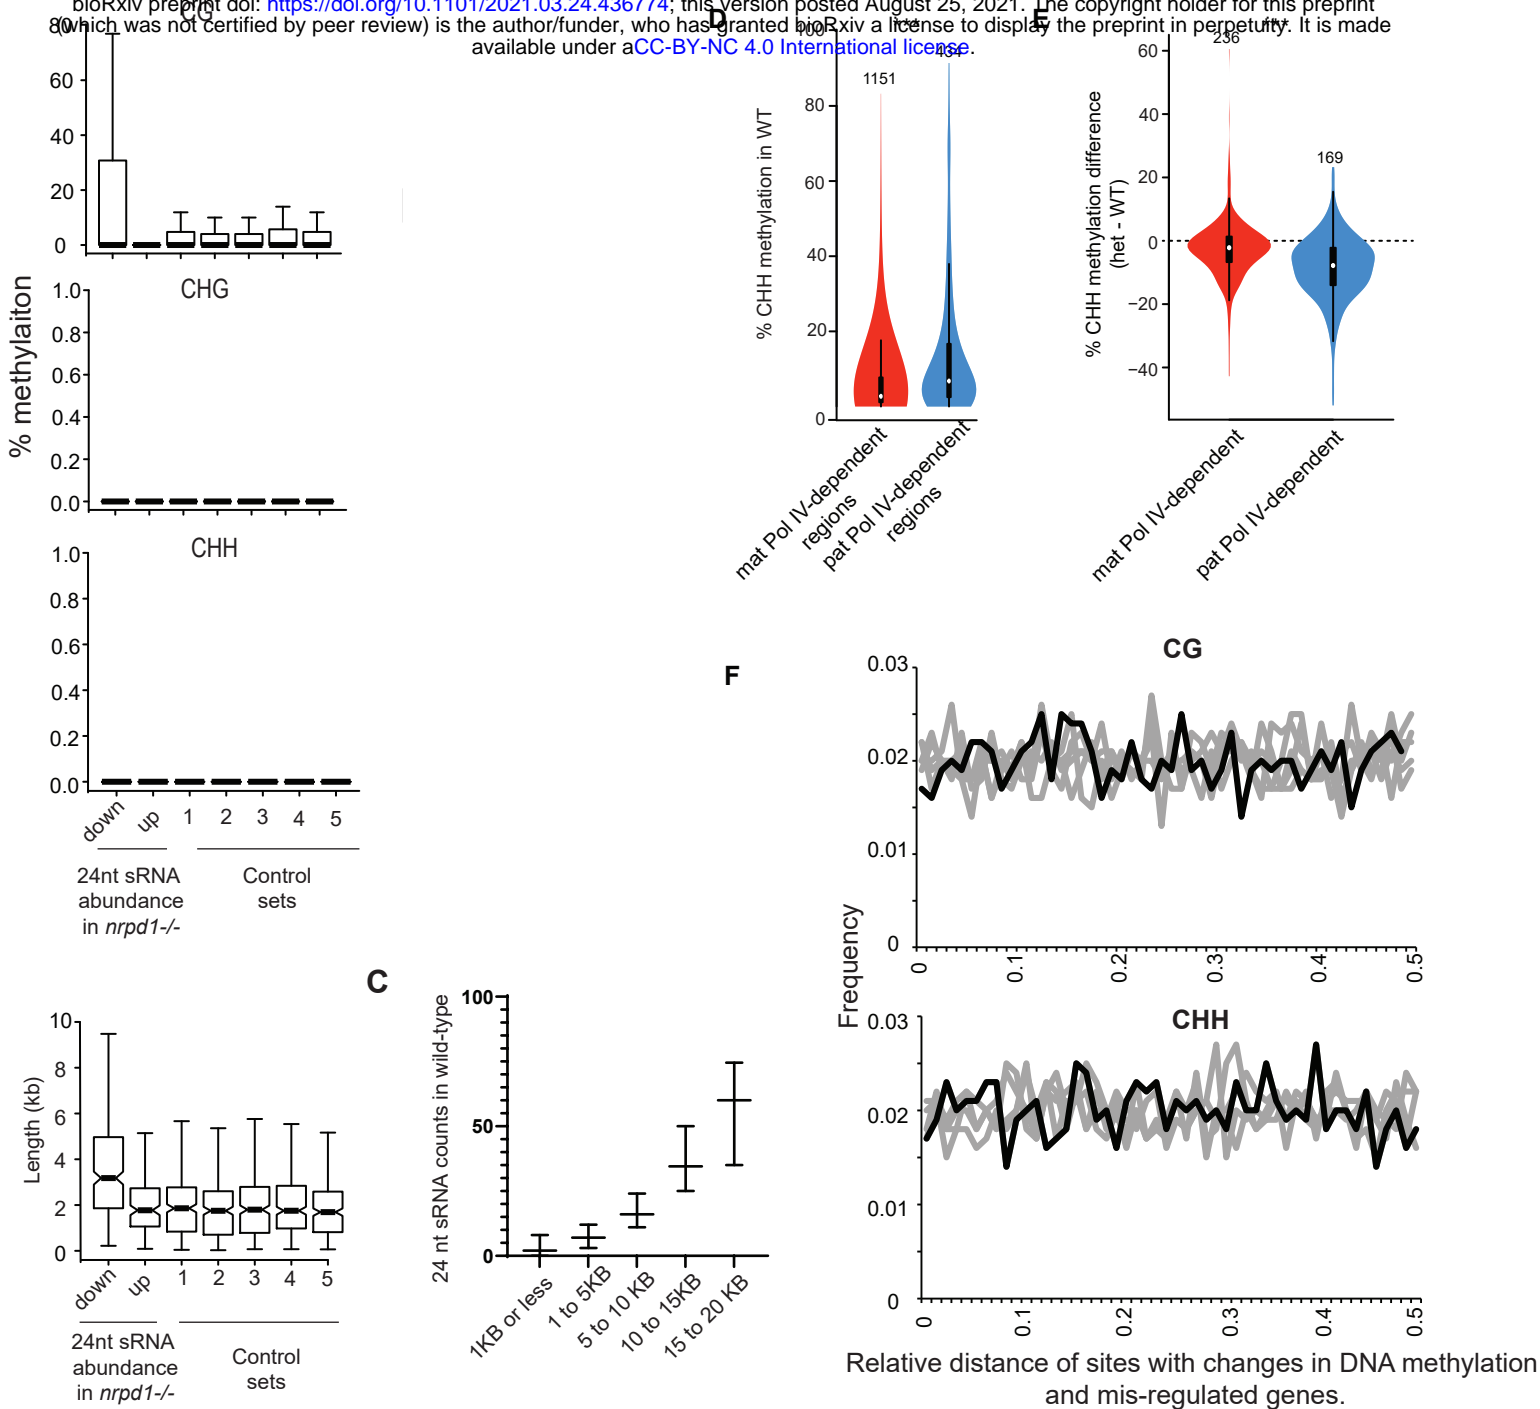 bioRxiv preprint doi: https://doi.org/10.1101/2021.03.24.436774; this version posted August 25, 2021. The copyright holder for this preprint
(which was not certified by peer review) is the author/funder, who has granted bioRxiv a license to display the preprint in perpetuity. It is made
available under aCC-BY-NC 4.0 International license.
CG
80
60
40
20
0
% methylaiton
CHG
1.0
0.8
0.6
0.4
0.2
0.0
CHH
1.0
0.8
0.6
0.4
0.2
0.0
down
up
1
2
3
4
5
24nt sRNA
abundance
in nrpd1-/-
Control
sets
Length (kb)
10
8
6
4
2
0
down
up
1
2
3
4
5
24nt sRNA
abundance
in nrpd1-/-
Control
sets
C
24 nt sRNA counts in wild-type
100
50
0
1KB or less
1 to 5KB
5 to 10 KB
10 to 15KB
15 to 20 KB
D
% CHH methylation in WT
100
80
60
40
20
0
***
1151
434
mat Pol IV-dependent
regions
pat Pol IV-dependent
regions
E
% CHH methylation difference
(het - WT)
60
40
20
0
−20
−40
***
236
169
mat Pol IV-dependent
pat Pol IV-dependent
F
Frequency
CG
0.03
0.02
0.01
0
0
0.1
0.2
0.3
0.4
0.5
CHH
0.03
0.02
0.01
0
0
0.1
0.2
0.3
0.4
0.5
Relative distance of sites with changes in DNA methylation
and mis-regulated genes.